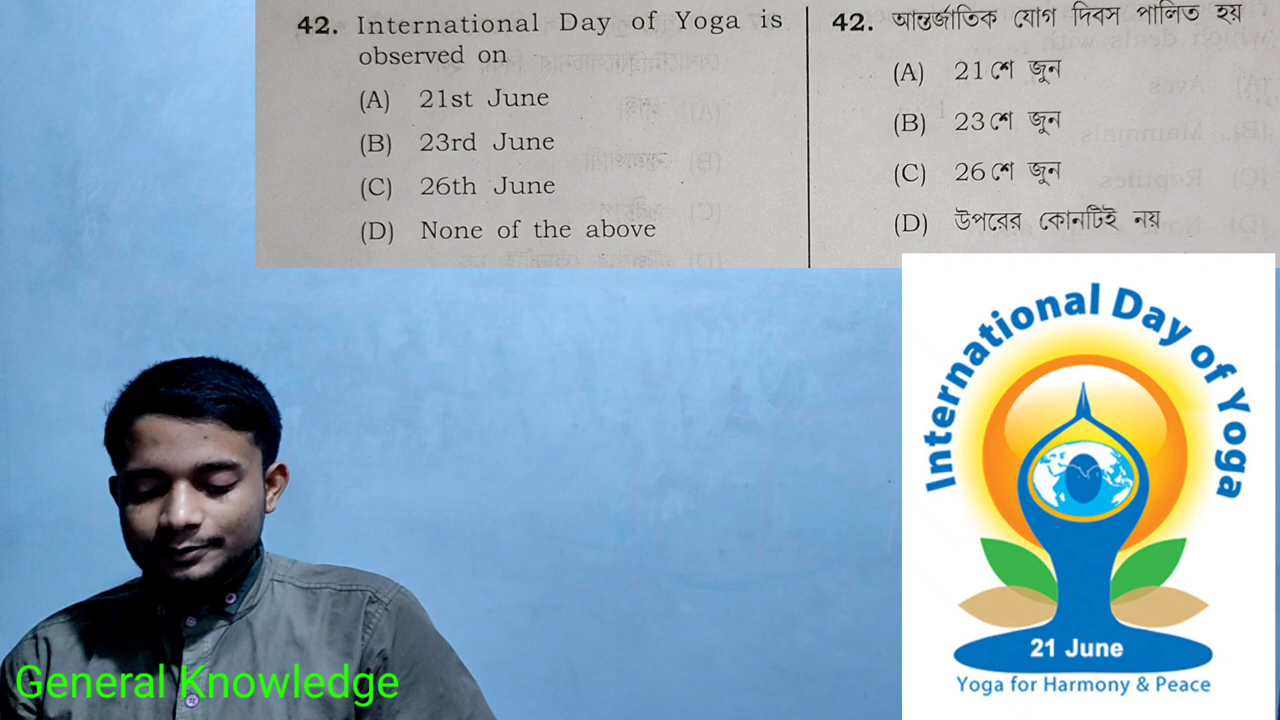 42. International Day of Yoga is
observed on
(A) 21st June
(B) 23rd June
(C) 26th June
(D) None of the above
42. আন্তর্জাতিক যোগ দিবস পালিত হয়
(A) 21শে জুন
(B) 23শে জুন
(C) 26শে জুন
(D) উপরের কোনটিই নয়
International Day of Yoga
21 June
Yoga for Harmony & Peace
General Knowledge